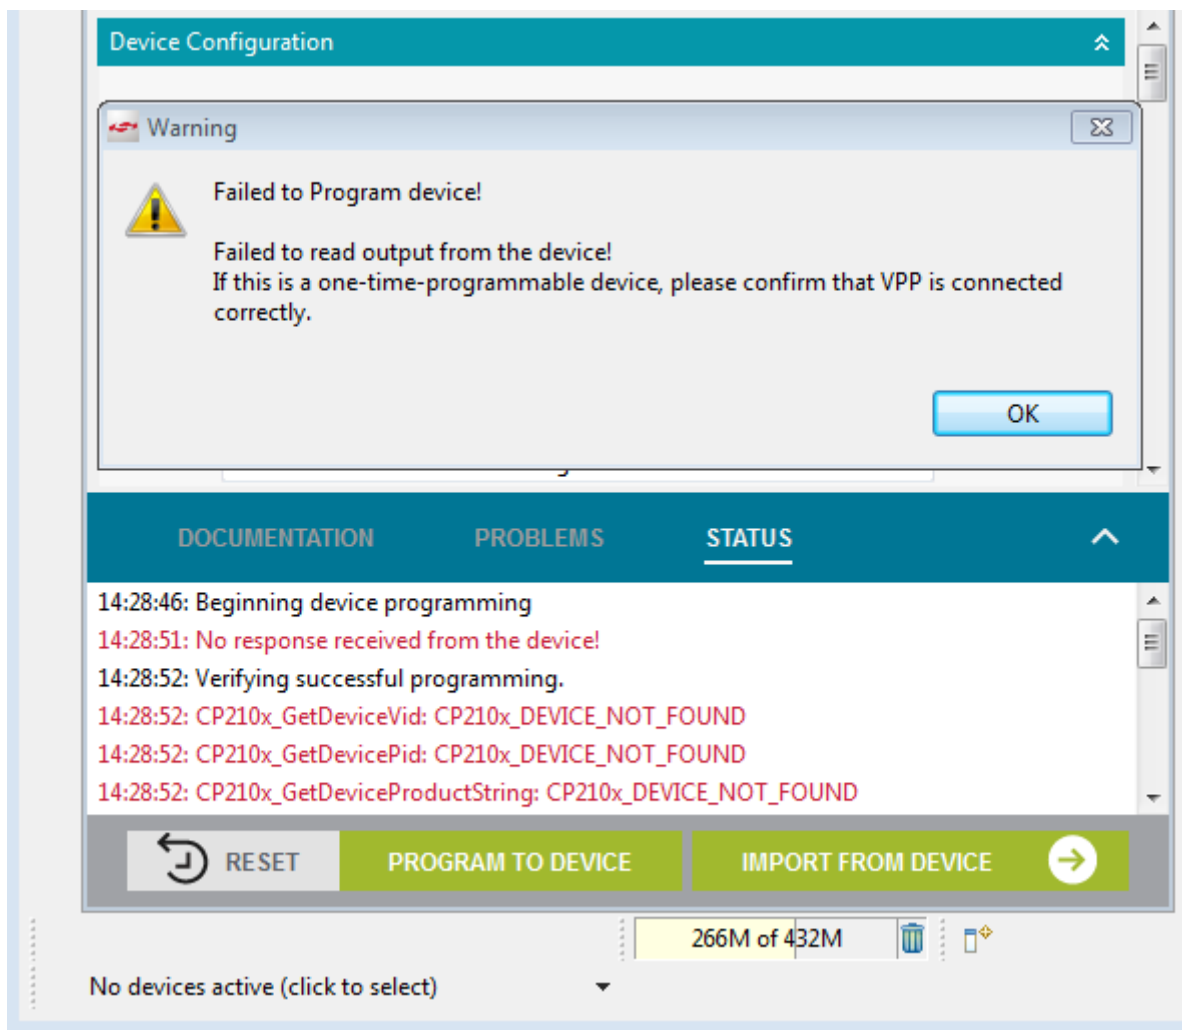 Device Configuration
Warning
Failed to Program device!
Failed to read output from the device!
If this is a one-time-programmable device, please confirm that VPP is connected
correctly.
OK
DOCUMENTATION PROBLEMS STATUS
14:28:46: Beginning device programming
14:28:51: No response received from the device!
14:28:52: Verifying successful programming.
14:28:52: CP210x_GetDeviceVid: CP210x_DEVICE_NOT_FOUND
14:28:52: CP210x_GetDevicePid: CP210x_DEVICE_NOT_FOUND
14:28:52: CP210x_GetDeviceProductString: CP210x_DEVICE_NOT_FOUND
RESET PROGRAM TO DEVICE IMPORT FROM DEVICE
266M of 432M
No devices active (click to select)